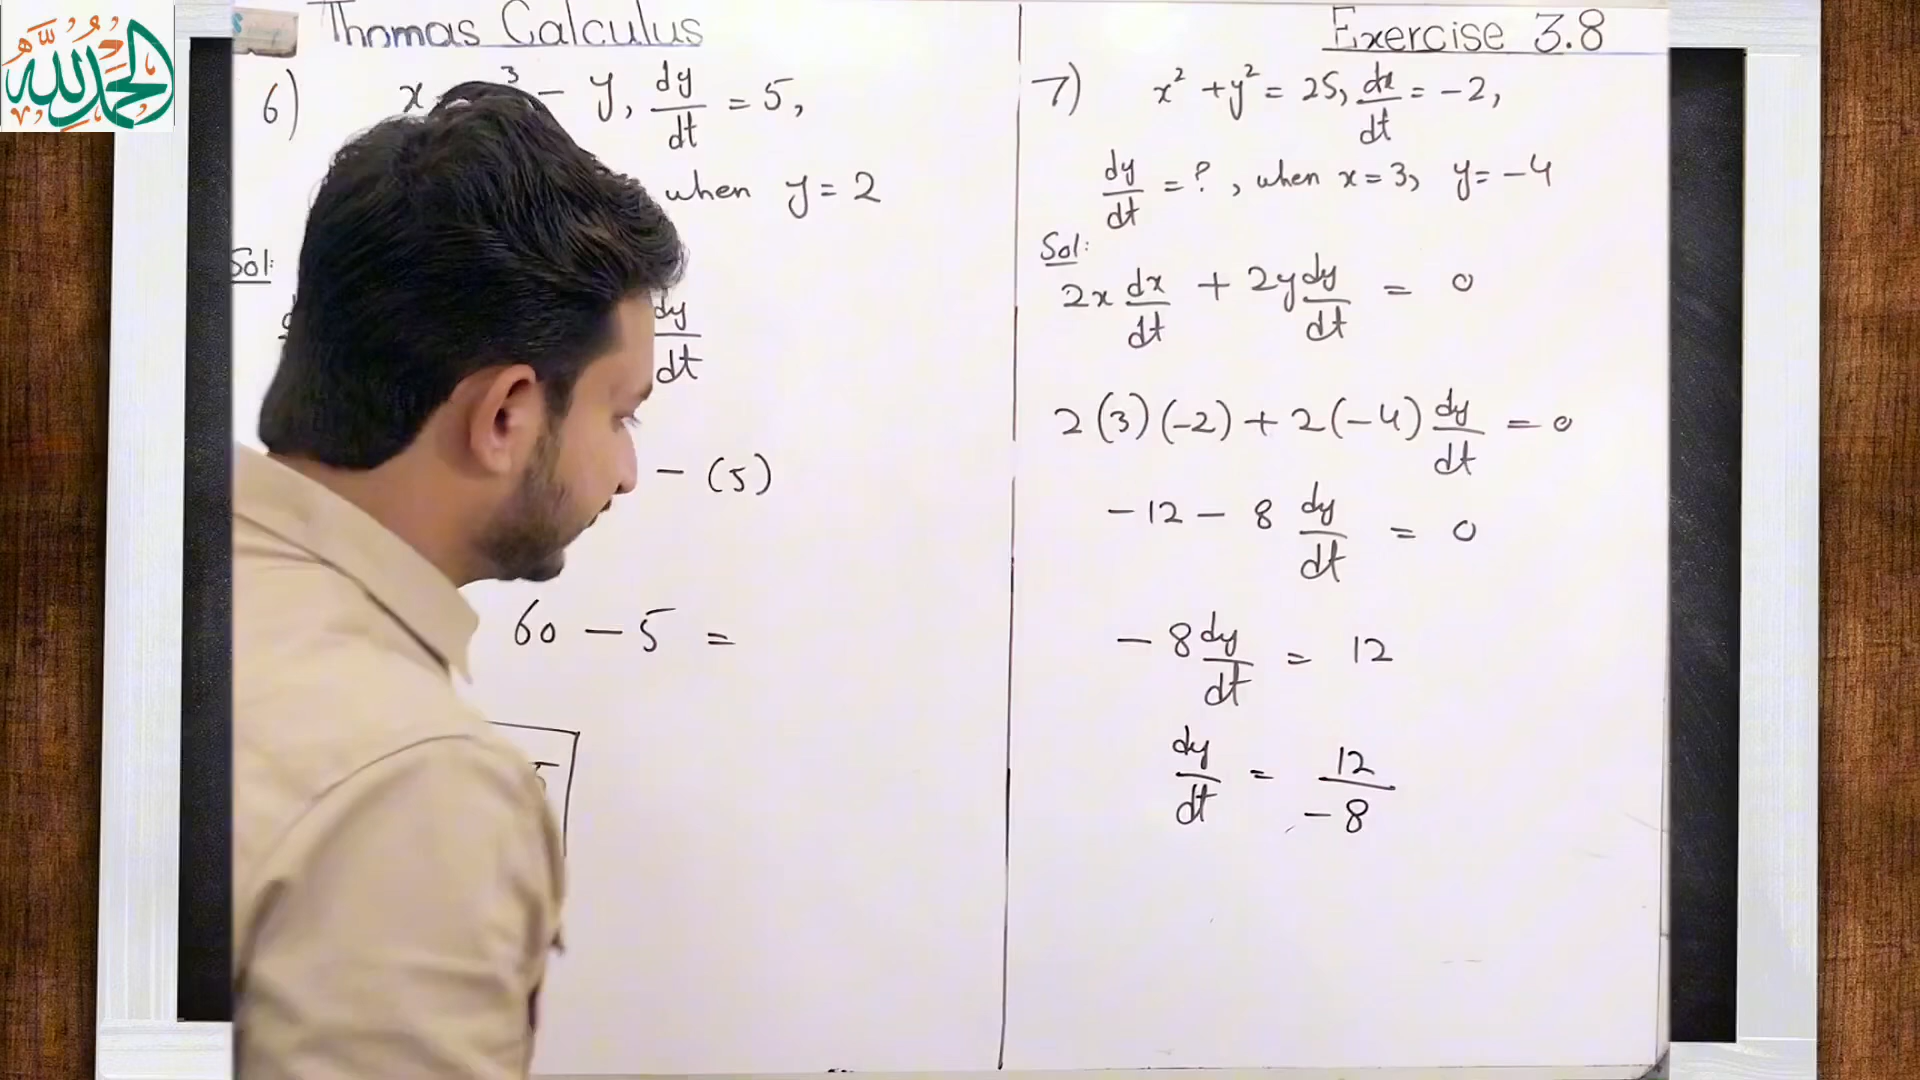 الحمد لله
Thomas Calculus
6) x 3 - y, dy/dt = 5,
when y = 2
Sol:
dy/dt
- (5)
60 - 5 =
Exercise 3.8
7) x² + y² = 25, dx/dt = -2,
dy/dt = ?, when x = 3, y = -4
Sol:
2x dx/dt + 2y dy/dt = 0
2(3)(-2) + 2(-4) dy/dt = 0
-12 - 8 dy/dt = 0
-8 dy/dt = 12
dy/dt = 12/-8